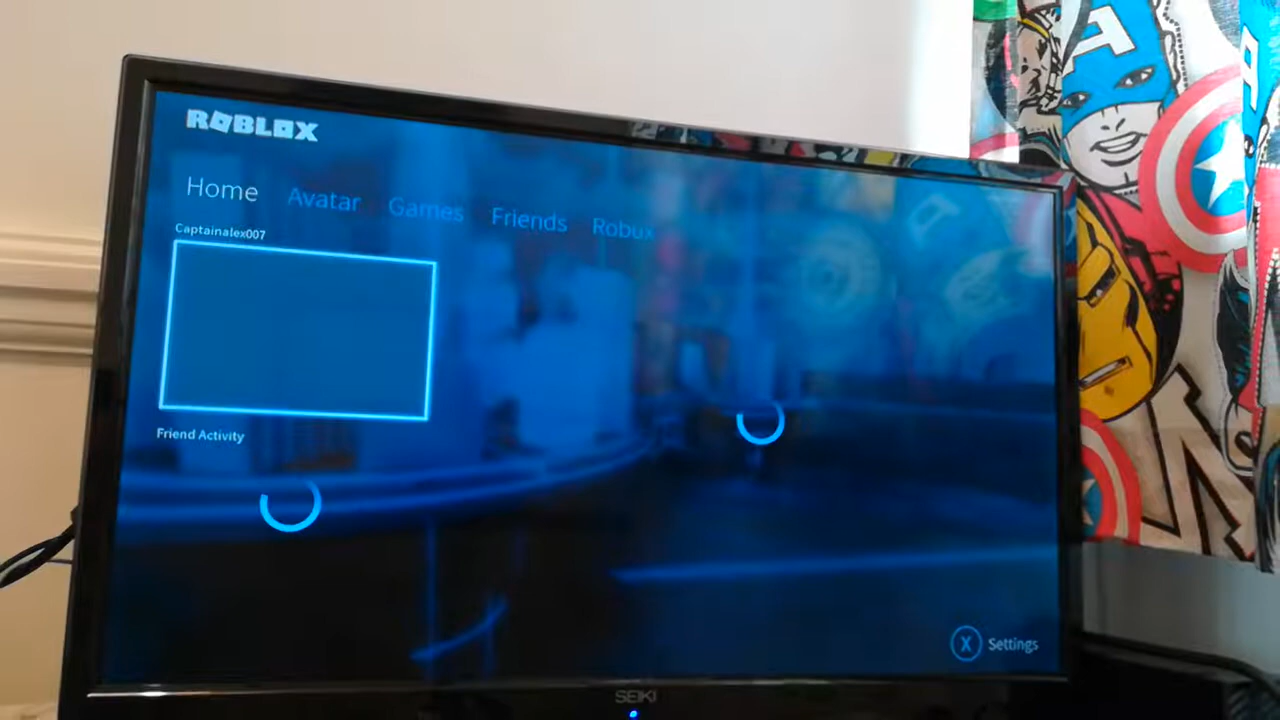 ROBLOX
Home Avatar Games Friends Robux
Captainalex007
Friend Activity
X Settings
SEIKI
A